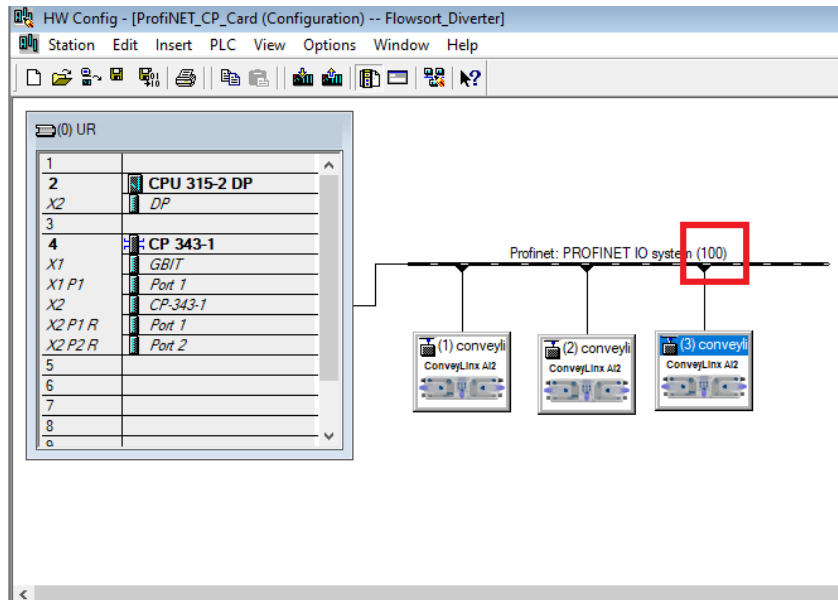 HW Config - [ProfiNET_CP_Card (Configuration) -- Flowsort_Diverter]
Station Edit Insert PLC View Options Window Help
(0) UR
1
2 CPU 315-2 DP
X2 DP
3
4 CP 343-1
X1 GBIT
X1 P1 Port 1
X2 CP-343-1
X2 P1 R Port 1
X2 P2 R Port 2
5
6
7
8
Profinet: PROFINET IO system (100)
(1) conveyli
ConveyLinx AI2
(2) conveyli
ConveyLinx AI2
(3) conveyli
ConveyLinx AI2